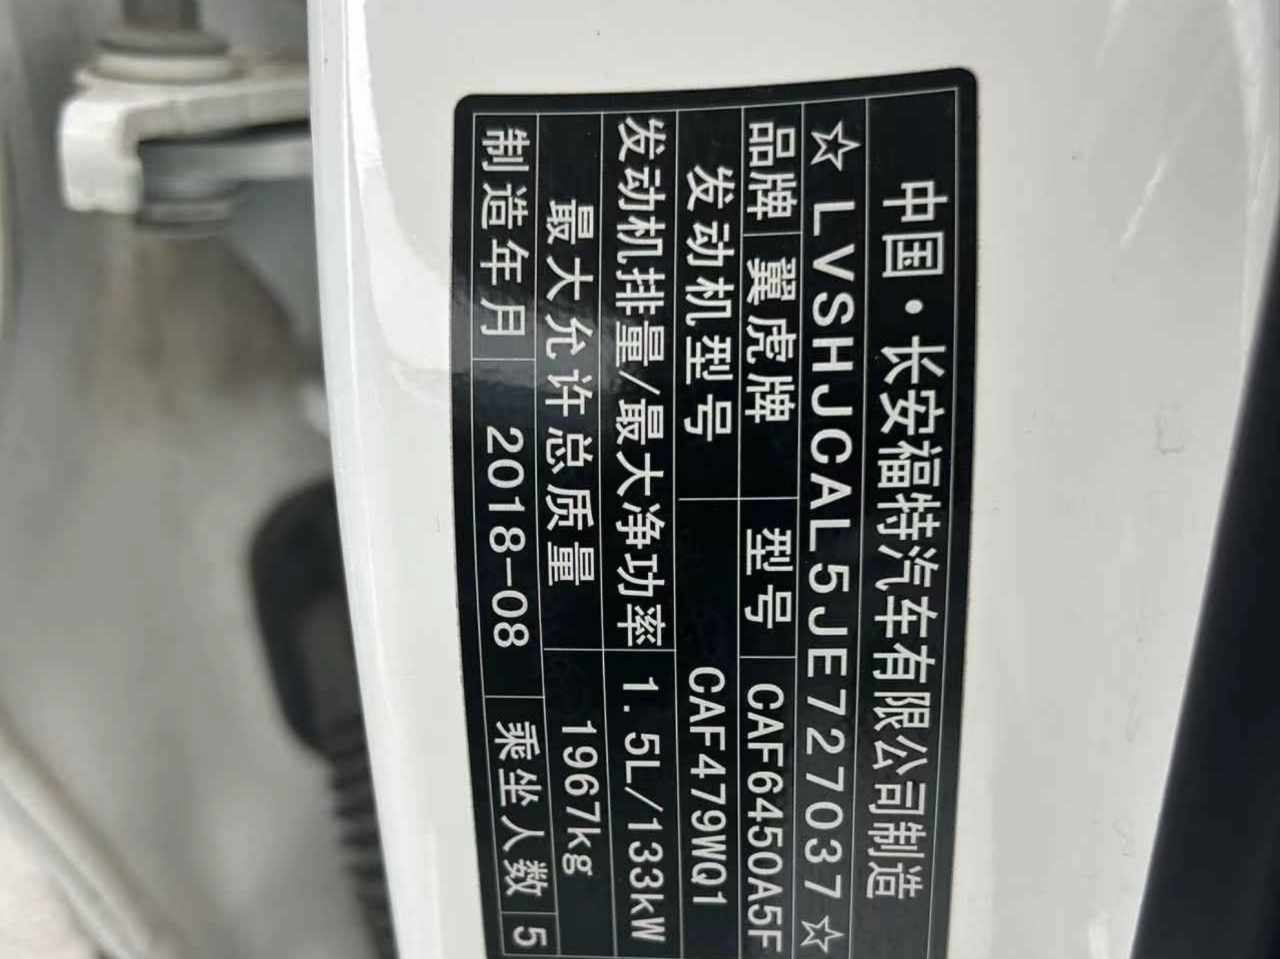 中国·长安福特汽车有限公司制造
☆LVSHJCAL5JE727037☆
品牌 翼虎牌 型号 CAF6450A5F
发动机型号 CAF479WQ1
发动机排量/最大净功率 1.5L/133kW
最大允许总质量 1967kg
制造年月 2018-08 乘坐人数 5